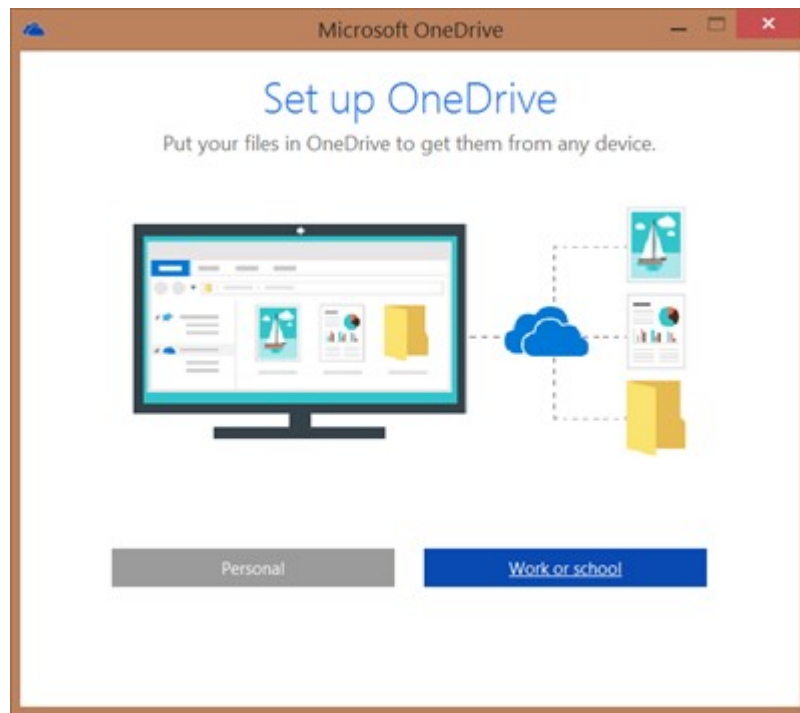 Microsoft OneDrive
Set up OneDrive
Put your files in OneDrive to get them from any device.
Personal
Work or school